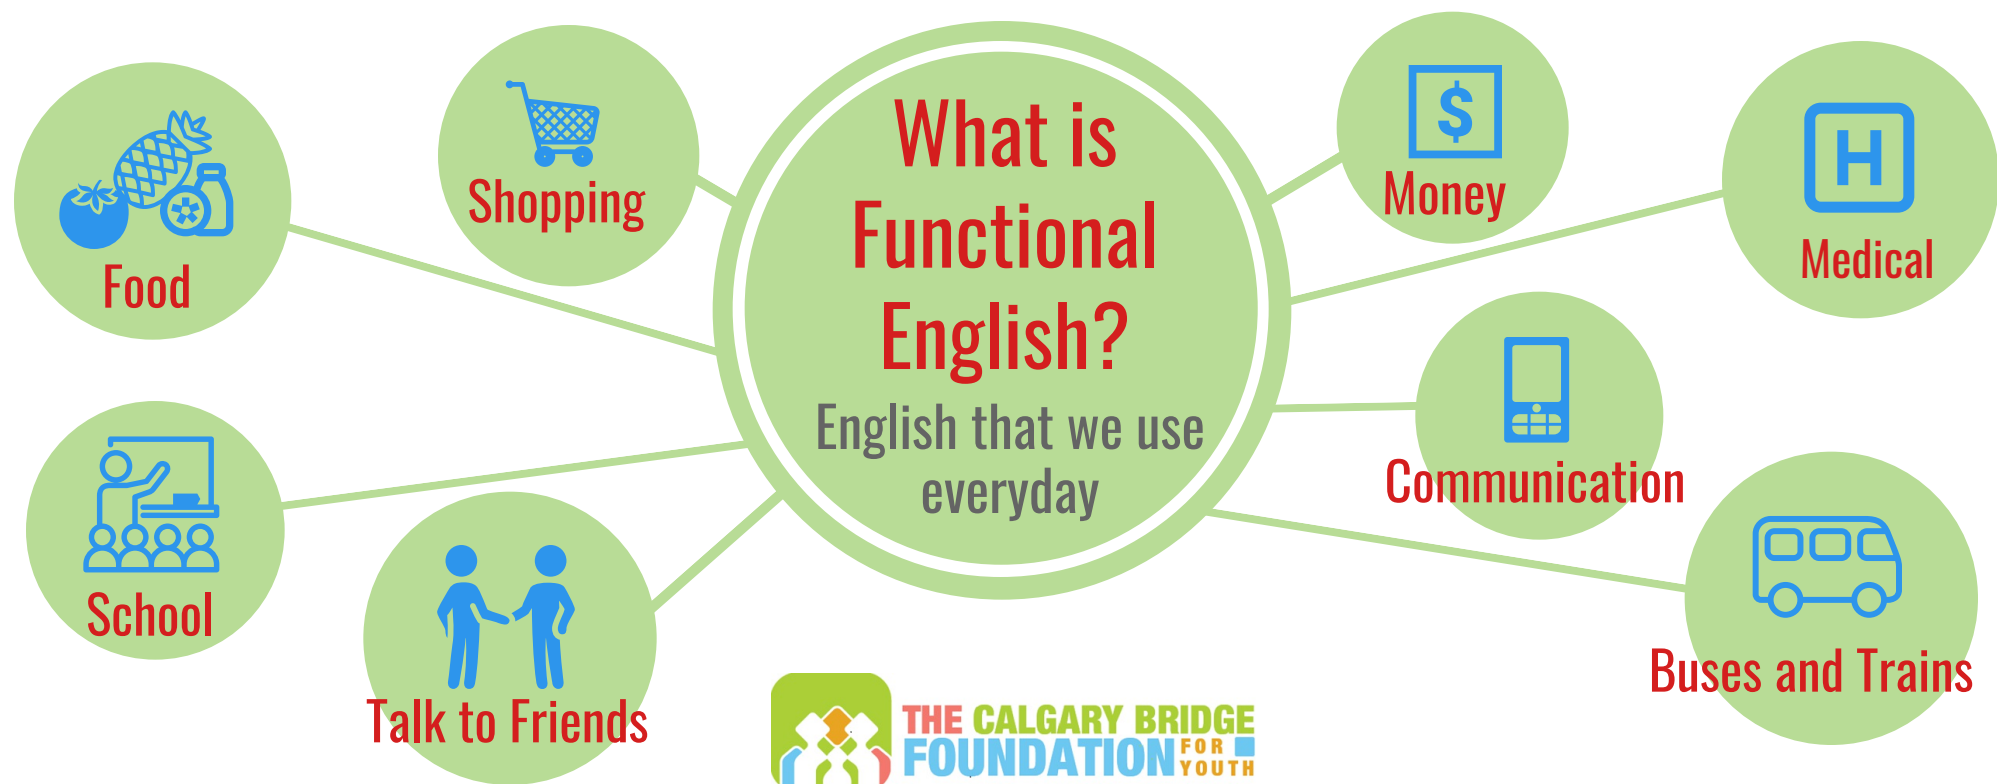 What is
Functional
English?
English that we use
everyday
Food
Shopping
School
Talk to Friends
$
Money
H
Medical
Communication
Buses and Trains
THE CALGARY BRIDGE
FOUNDATION FOR
YOUTH